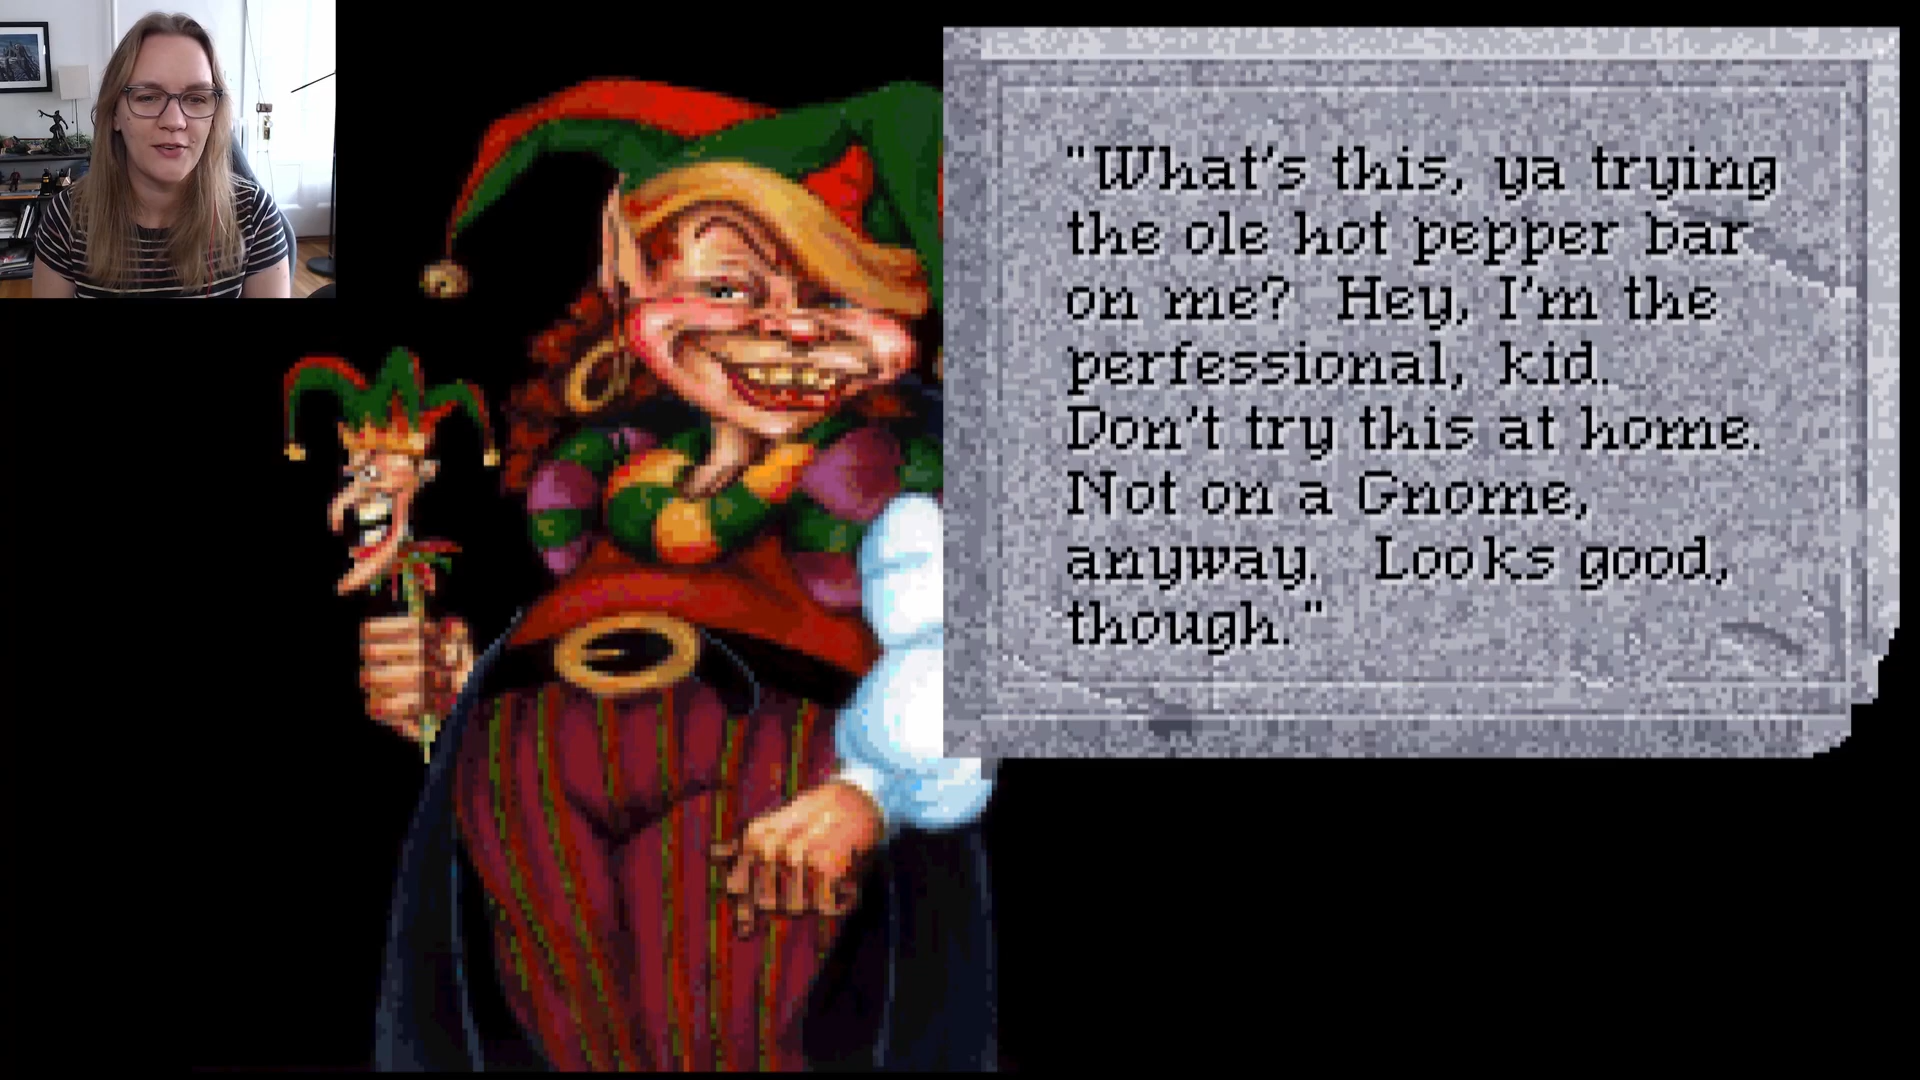 "What's this, ya trying
the ole hot pepper bar
on me?  Hey, I'm the
perfessional, kid.
Don't try this at home.
Not on a Gnome,
anyway.  Looks good,
though."